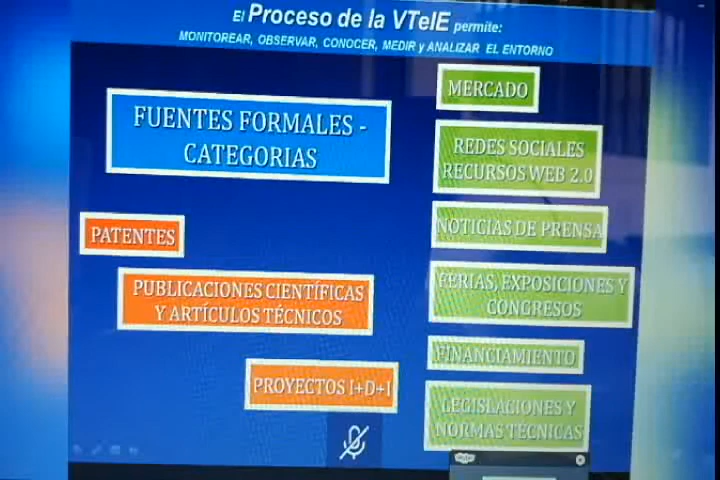 El Proceso de la VTeIE permite:
MONITOREAR, OBSERVAR, CONOCER, MEDIR y ANALIZAR EL ENTORNO
FUENTES FORMALES -
CATEGORIAS
PATENTES
PUBLICACIONES CIENTÍFICAS
Y ARTÍCULOS TÉCNICOS
PROYECTOS I+D+I
MERCADO
REDES SOCIALES
RECURSOS WEB 2.0
NOTICIAS DE PRENSA
FERIAS, EXPOSICIONES Y
CONGRESOS
FINANCIAMIENTO
LEGISLACIONES Y
NORMAS TÉCNICAS